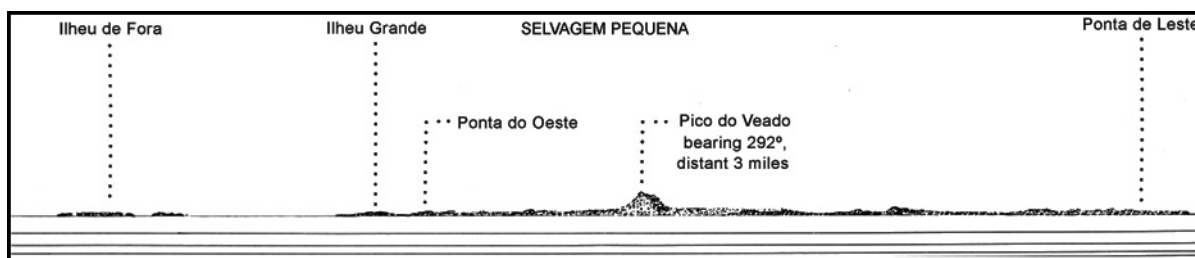 Ilheu de Fora
Ilheu Grande
SELVAGEM PEQUENA
Ponta de Leste
Ponta do Oeste
Pico do Veado
bearing 292º,
distant 3 miles